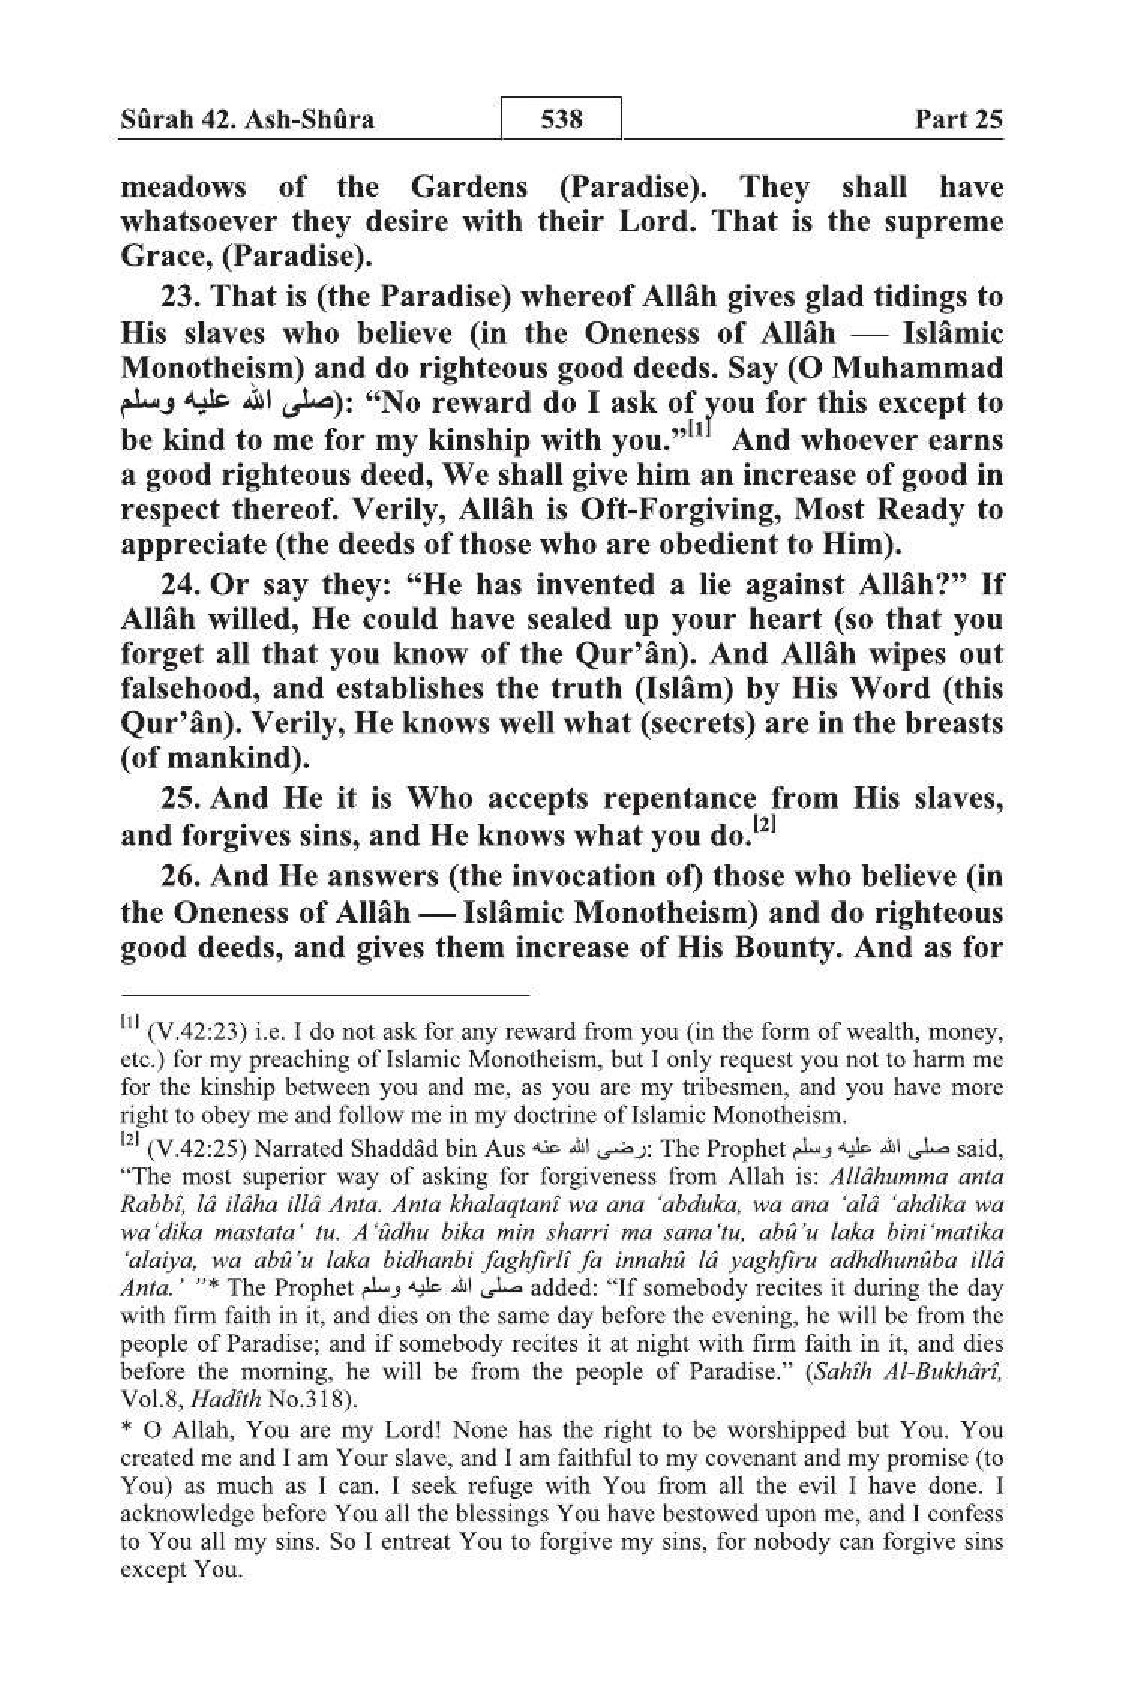 Sûrah 42. Ash-Shûra 538 Part 25
meadows of the Gardens (Paradise). They shall have
whatsoever they desire with their Lord. That is the supreme
Grace, (Paradise).
23. That is (the Paradise) whereof Allâh gives glad tidings to
His slaves who believe (in the Oneness of Allâh — Islâmic
Monotheism) and do righteous good deeds. Say (O Muhammad
صلى الله عليه وسلم): “No reward do I ask of you for this except to
be kind to me for my kinship with you.”[1] And whoever earns
a good righteous deed, We shall give him an increase of good in
respect thereof. Verily, Allâh is Oft-Forgiving, Most Ready to
appreciate (the deeds of those who are obedient to Him).
24. Or say they: “He has invented a lie against Allâh?” If
Allâh willed, He could have sealed up your heart (so that you
forget all that you know of the Qur’ân). And Allâh wipes out
falsehood, and establishes the truth (Islâm) by His Word (this
Qur’ân). Verily, He knows well what (secrets) are in the breasts
(of mankind).
25. And He it is Who accepts repentance from His slaves,
and forgives sins, and He knows what you do.[2]
26. And He answers (the invocation of) those who believe (in
the Oneness of Allâh — Islâmic Monotheism) and do righteous
good deeds, and gives them increase of His Bounty. And as for
[1] (V.42:23) i.e. I do not ask for any reward from you (in the form of wealth, money,
etc.) for my preaching of Islamic Monotheism, but I only request you not to harm me
for the kinship between you and me, as you are my tribesmen, and you have more
right to obey me and follow me in my doctrine of Islamic Monotheism.
[2] (V.42:25) Narrated Shaddâd bin Aus رضى الله عنه: The Prophet صلى الله عليه وسلم said,
“The most superior way of asking for forgiveness from Allah is: Allâhumma anta
Rabbî, lâ ilâha illâ Anta. Anta khalaqtanî wa ana ‘abduka, wa ana ‘alâ ‘ahdika wa
wa‘dika mastata‘ tu. A‘ûdhu bika min sharri ma sana‘tu, abû’u laka bini‘matika
‘alaiya, wa abû’u laka bidhanbi faghfirlî fa innahû lâ yaghfiru adhdhunûba illâ
Anta.’ ”* The Prophet صلى الله عليه وسلم added: “If somebody recites it during the day
with firm faith in it, and dies on the same day before the evening, he will be from the
people of Paradise; and if somebody recites it at night with firm faith in it, and dies
before the morning, he will be from the people of Paradise.” (Sahîh Al-Bukhârî,
Vol.8, Hadîth No.318).
* O Allah, You are my Lord! None has the right to be worshipped but You. You
created me and I am Your slave, and I am faithful to my covenant and my promise (to
You) as much as I can. I seek refuge with You from all the evil I have done. I
acknowledge before You all the blessings You have bestowed upon me, and I confess
to You all my sins. So I entreat You to forgive my sins, for nobody can forgive sins
except You.